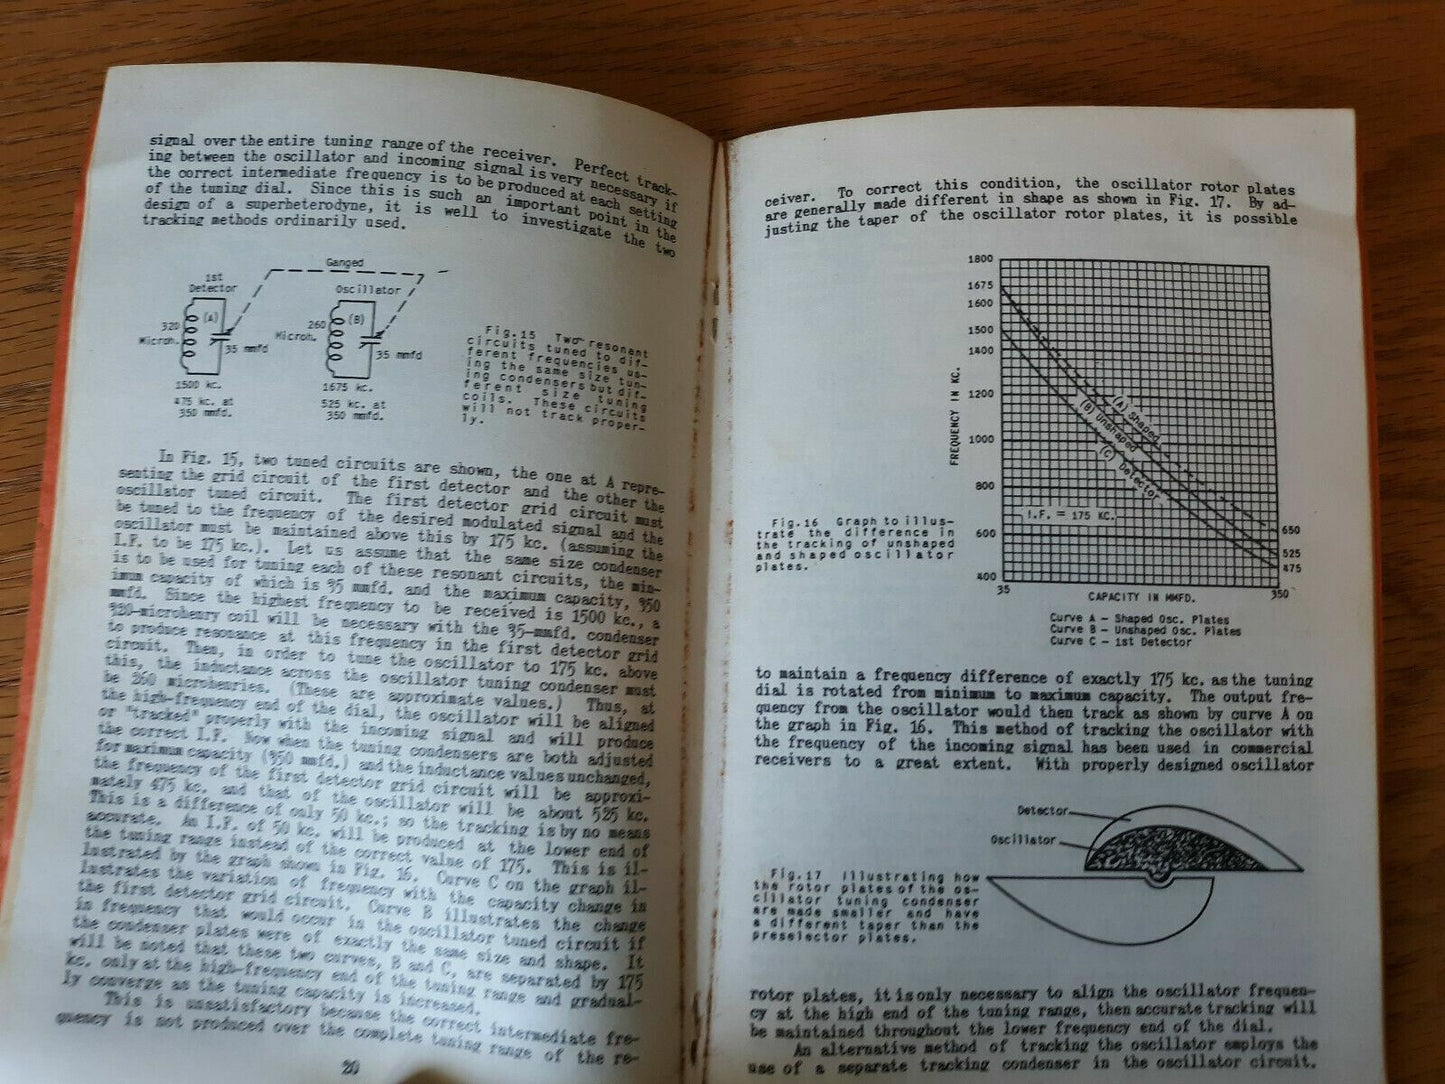 signal over the entire tuning range of the receiver. Perfect track-
ing between the oscillator and incoming signal is very necessary if
the correct intermediate frequency is to be produced at each setting
of the tuning dial. Since this is such an important point in the
design of a superheterodyne, it is well to investigate the two
tracking methods ordinarily used.
Ganged
1st
Detector
Oscillator
(A)
(B)
320
Microh.
260
Microh.
35 mmfd
35 mmfd
1500 kc.
1675 kc.
475 kc. at
350 mmfd.
525 kc. at
350 mmfd.
Fig.15 Two resonant
circuits tuned to dif-
ferent frequencies us-
ing the same size tun-
ing condensers but dif-
ferent size tuning
coils. These circuits
will not track proper-
ly.
In Fig. 15, two tuned circuits are shown, the one at A repre-
senting the grid circuit of the first detector and the other the
oscillator tuned circuit. The first detector grid circuit must
be tuned to the frequency of the desired modulated signal and the
oscillator must be maintained above this by 175 kc. (assuming the
I.F. to be 175 kc.). Let us assume that the same size condenser
is to be used for tuning each of these resonant circuits, the min-
imum capacity of which is 35 mmfd. and the maximum capacity, 350
mmfd. Since the highest frequency to be received is 1500 kc., a
320-microhenry coil will be necessary with the 35-mmfd. condenser
to produce resonance at this frequency in the first detector grid
circuit. Then, in order to tune the oscillator to 175 kc. above
this, the inductance across the oscillator tuning condenser must
be 260 microhenries. (These are approximate values.) Thus, at
the high-frequency end of the dial, the oscillator will be aligned
or "tracked" properly with the incoming signal and will produce
the correct I.F. Now when the tuning condensers are both adjusted
for maximum capacity (350 mmfd.) and the inductance values unchanged,
the frequency of the first detector grid circuit will be approxi-
mately 475 kc. and that of the oscillator will be about 525 kc.
This is a difference of only 50 kc.; so the tracking is by no means
accurate. An I.F. of 50 kc. will be produced at the lower end of
the tuning range instead of the correct value of 175. This is il-
lustrated by the graph shown in Fig. 16. Curve C on the graph il-
lustrates the variation of frequency with the capacity change in
the first detector grid circuit. Curve B illustrates the change
in frequency that would occur in the oscillator tuned circuit if
the condenser plates were of exactly the same size and shape. It
will be noted that these two curves, B and C, are separated by 175
kc. only at the high-frequency end of the tuning range and gradual-
ly converge as the tuning capacity is increased.
This is unsatisfactory because the correct intermediate fre-
quency is not produced over the complete tuning range of the re-
20
ceiver. To correct this condition, the oscillator rotor plates
are generally made different in shape as shown in Fig. 17. By ad-
justing the taper of the oscillator rotor plates, it is possible
1800
1675
1600
1500
1400
1200
1000
800
600
400
FREQUENCY IN KC.
(A) Shaped
(B) Unshaped
(C) Detector
I.F. = 175 KC.
650
525
475
35
CAPACITY IN MMFD.
350
Fig.16 Graph to illus-
trate the difference in
the tracking of unshaped
and shaped oscillator
plates.
Curve A - Shaped Osc. Plates
Curve B - Unshaped Osc. Plates
Curve C - 1st Detector
to maintain a frequency difference of exactly 175 kc. as the tuning
dial is rotated from minimum to maximum capacity. The output fre-
quency from the oscillator would then track as shown by curve A on
the graph in Fig. 16. This method of tracking the oscillator with
the frequency of the incoming signal has been used in commercial
receivers to a great extent. With properly designed oscillator
Detector
Oscillator
Fig.17 Illustrating how
the rotor plates of the os-
cillator tuning condenser
are made smaller and have
a different taper than the
preselector plates.
rotor plates, it is only necessary to align the oscillator frequen-
cy at the high end of the tuning range, then accurate tracking will
be maintained throughout the lower frequency end of the dial.
An alternative method of tracking the oscillator employs the
use of a separate tracking condenser in the oscillator circuit.